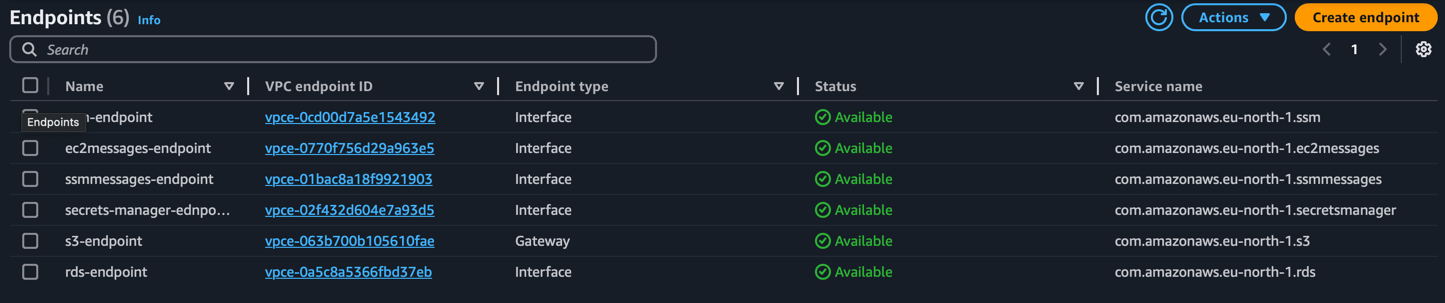 Endpoints (6) Info
Actions Create endpoint
Search
1
Name VPC endpoint ID Endpoint type Status Service name
-endpoint vpce-0cd00d7a5e1543492 Interface Available com.amazonaws.eu-north-1.ssm
Endpoints
ec2messages-endpoint vpce-0770f756d29a963e5 Interface Available com.amazonaws.eu-north-1.ec2messages
ssmmessages-endpoint vpce-01bac8a18f9921903 Interface Available com.amazonaws.eu-north-1.ssmmessages
secrets-manager-ednpo... vpce-02f432d604e7a93d5 Interface Available com.amazonaws.eu-north-1.secretsmanager
s3-endpoint vpce-063b700b105610fae Gateway Available com.amazonaws.eu-north-1.s3
rds-endpoint vpce-0a5c8a5366fbd37eb Interface Available com.amazonaws.eu-north-1.rds